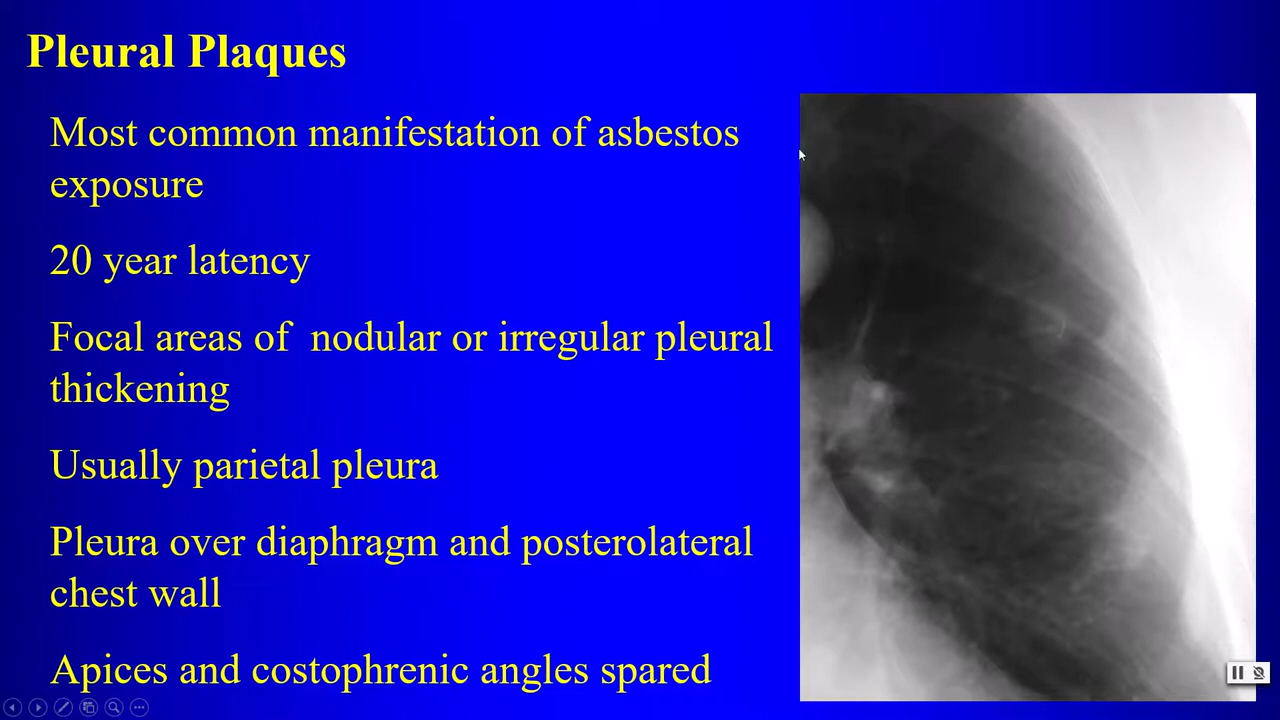 Pleural Plaques
Most common manifestation of asbestos
exposure
20 year latency
Focal areas of  nodular or irregular pleural
thickening
Usually parietal pleura
Pleura over diaphragm and posterolateral
chest wall
Apices and costophrenic angles spared